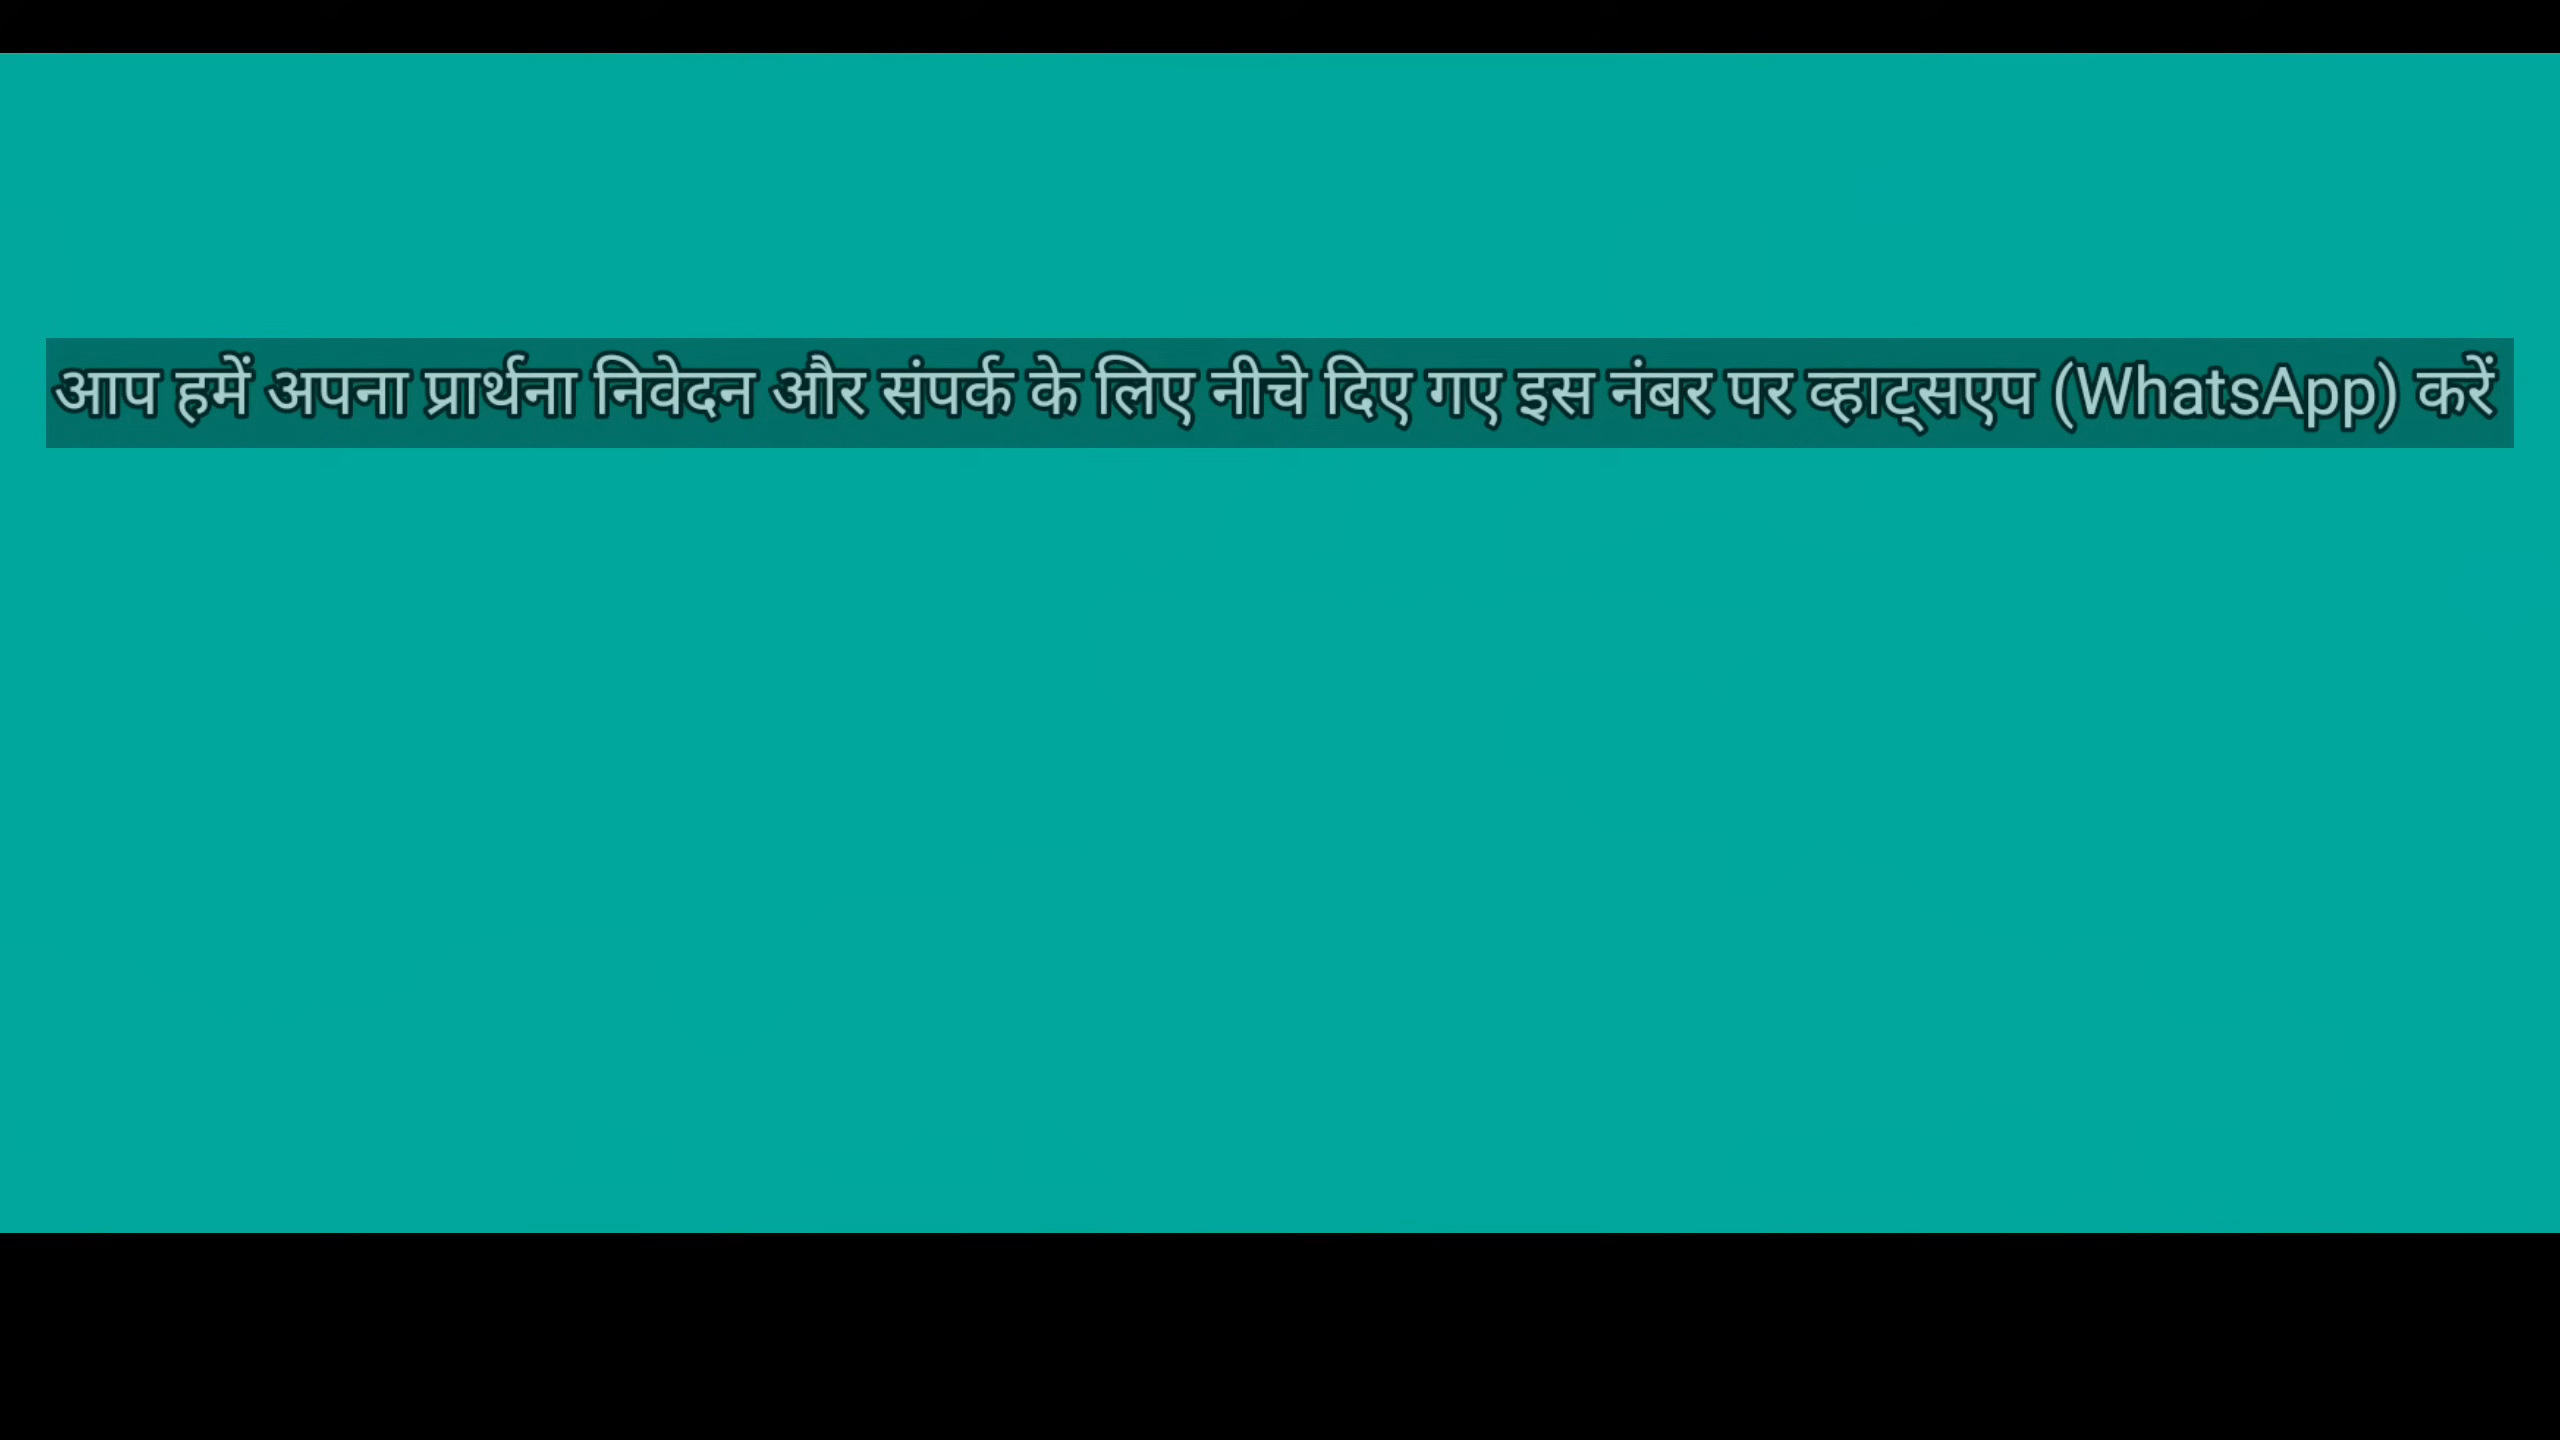 आप हमें अपना प्रार्थना निवेदन और संपर्क के लिए नीचे दिए गए इस नंबर पर व्हाट्सएप (WhatsApp) करें